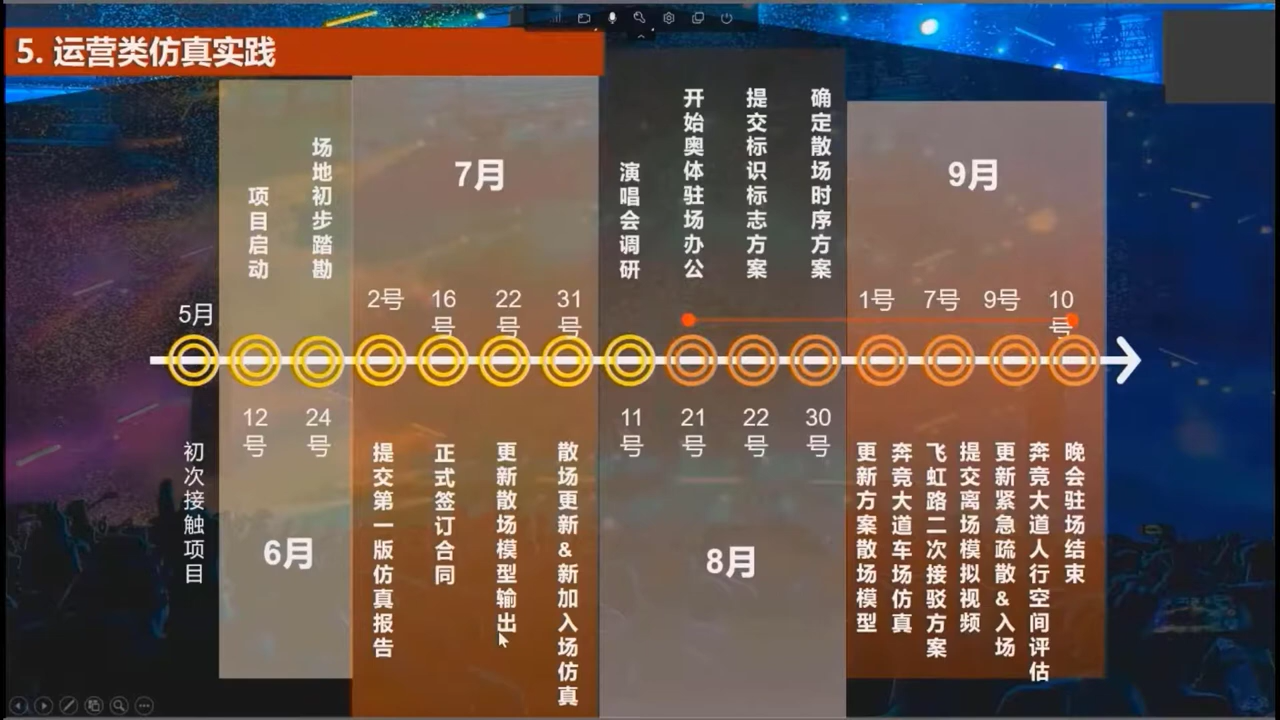 5. 运营类仿真实践
5月
初次接触项目
项目启动
12号
场地初步踏勘
24号
6月
7月
2号
提交第一版仿真报告
16号
正式签订合同
22号
更新散场模型输出
31号
散场更新&新加入场仿真
演唱会调研
11号
开始奥体驻场办公
21号
提交标识标志方案
22号
确定散场时序方案
30号
8月
9月
1号
7号
9号
10号
更新方案散场模型
奔竞大道车场仿真
飞虹路二次接驳方案
提交离场模拟视频
更新紧急疏散&入场
奔竞大道人行空间评估
晚会驻场结束